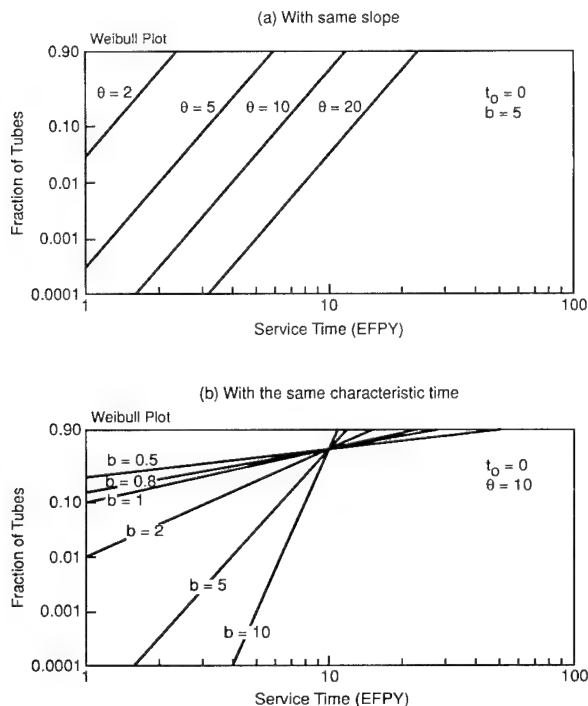 (a) With same slope
Weibull Plot
0.90
0.10
0.01
0.001
0.0001
Fraction of Tubes
θ = 2
θ = 5
θ = 10
θ = 20
t₀ = 0
b = 5
1
10
100
Service Time (EFPY)
(b) With the same characteristic time
Weibull Plot
0.90
0.10
0.01
0.001
0.0001
Fraction of Tubes
b = 0.5
b = 0.8
b = 1
b = 2
b = 5
b = 10
t₀ = 0
θ = 10
1
10
100
Service Time (EFPY)